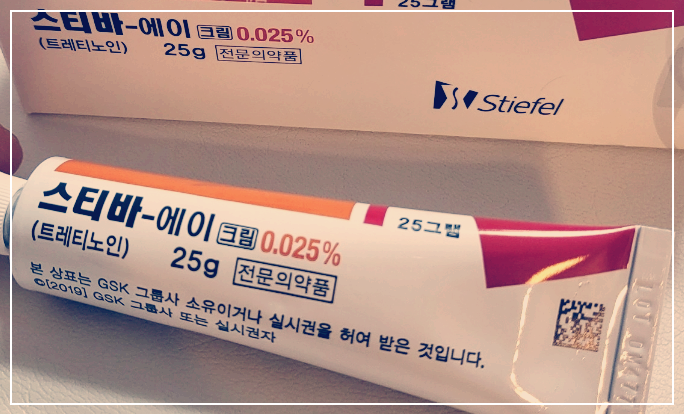 25그램
스티바-에이 크림 0.025%
(트레티노인) 25g 전문의약품
Stiefel
스티바-에이 크림 0.025%
25그램
(트레티노인) 25g 전문의약품
본 상표는 GSK 그룹사 소유이거나 실시권을 허여 받은 것입니다.
©[2019] GSK 그룹사 또는 실시권자